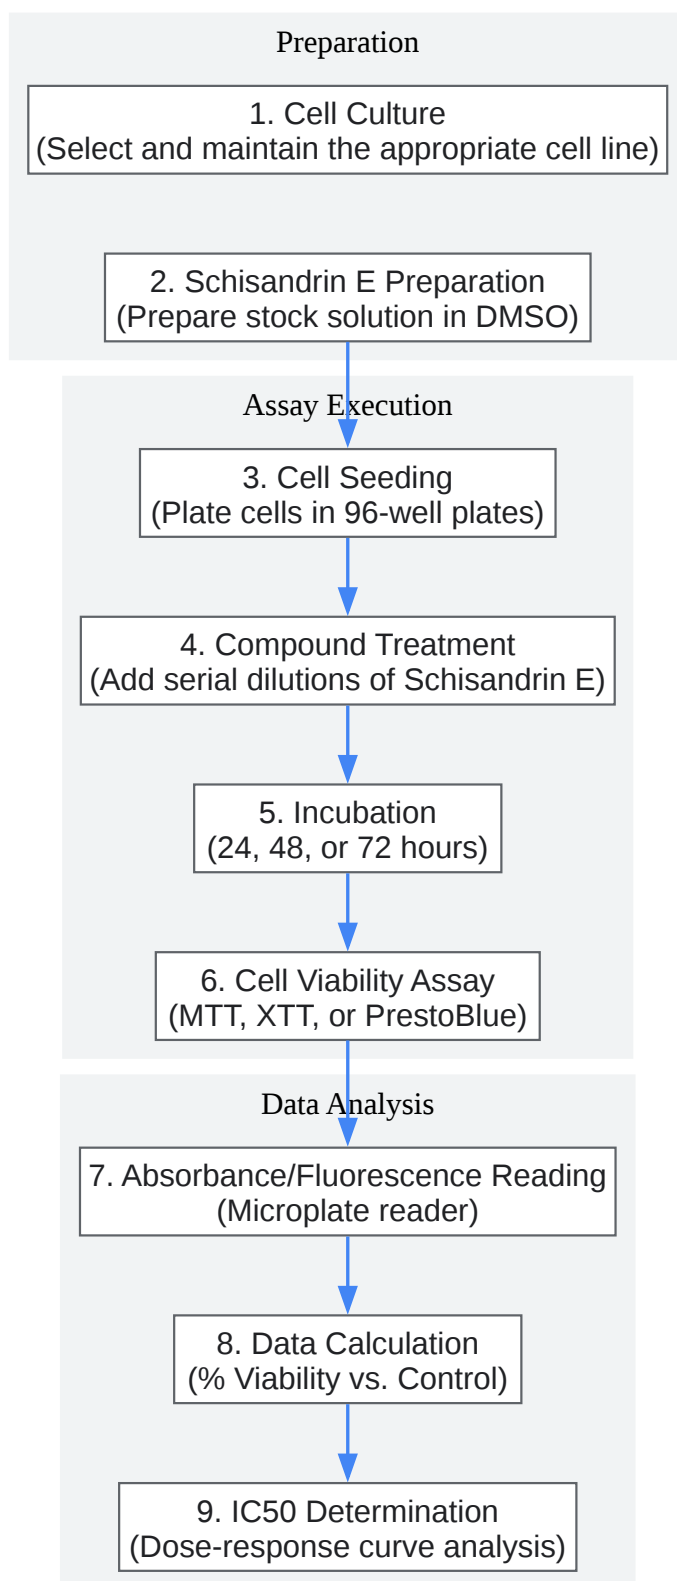 Preparation
1. Cell Culture
(Select and maintain the appropriate cell line)
2. Schisandrin E Preparation
(Prepare stock solution in DMSO)
Assay Execution
3. Cell Seeding
(Plate cells in 96-well plates)
4. Compound Treatment
(Add serial dilutions of Schisandrin E)
5. Incubation
(24, 48, or 72 hours)
6. Cell Viability Assay
(MTT, XTT, or PrestoBlue)
Data Analysis
7. Absorbance/Fluorescence Reading
(Microplate reader)
8. Data Calculation
(% Viability vs. Control)
9. IC50 Determination
(Dose-response curve analysis)